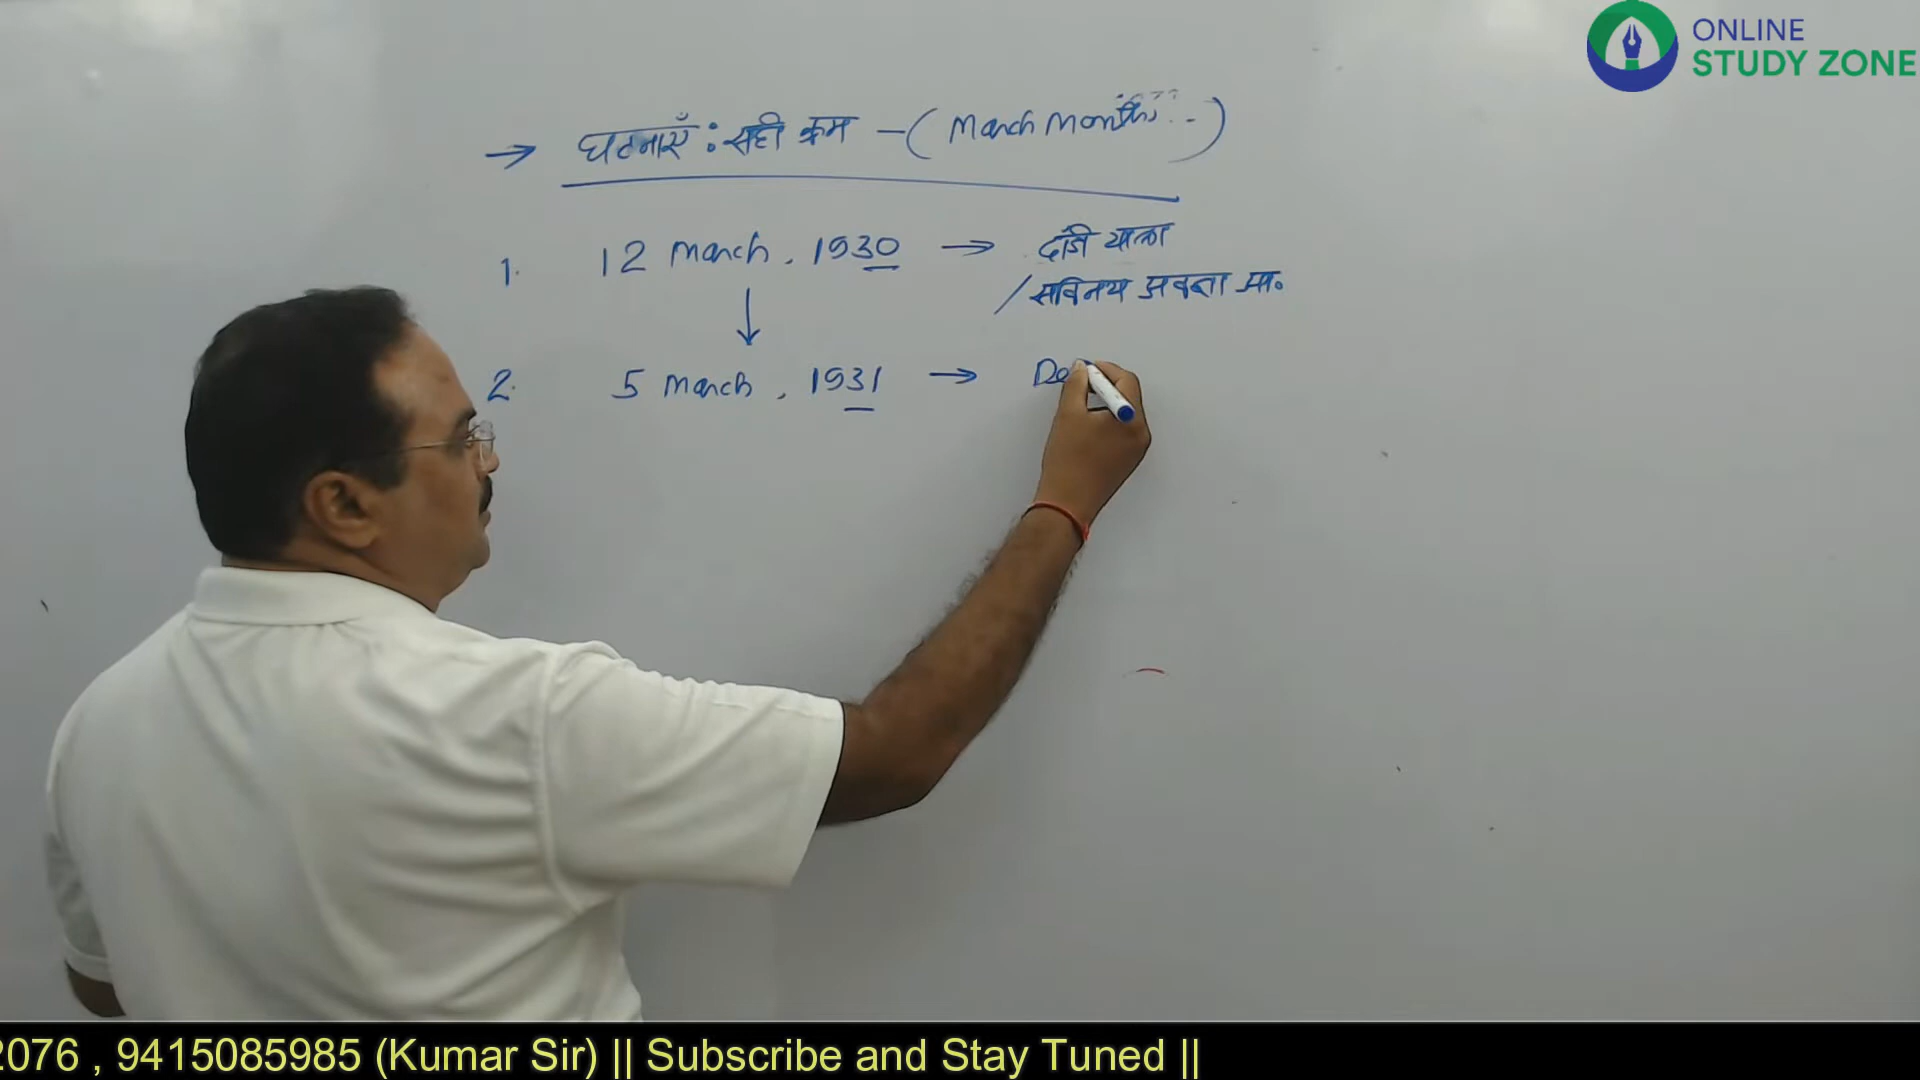 ONLINE
STUDY ZONE
→ घटनाएँ : सही क्रम - (March Month
1. 12 March, 1930 → दांडी यात्रा
/ सविनय अवज्ञा आ०
2. 5 March, 1931 → De
2076 , 9415085985 (Kumar Sir) || Subscribe and Stay Tuned ||